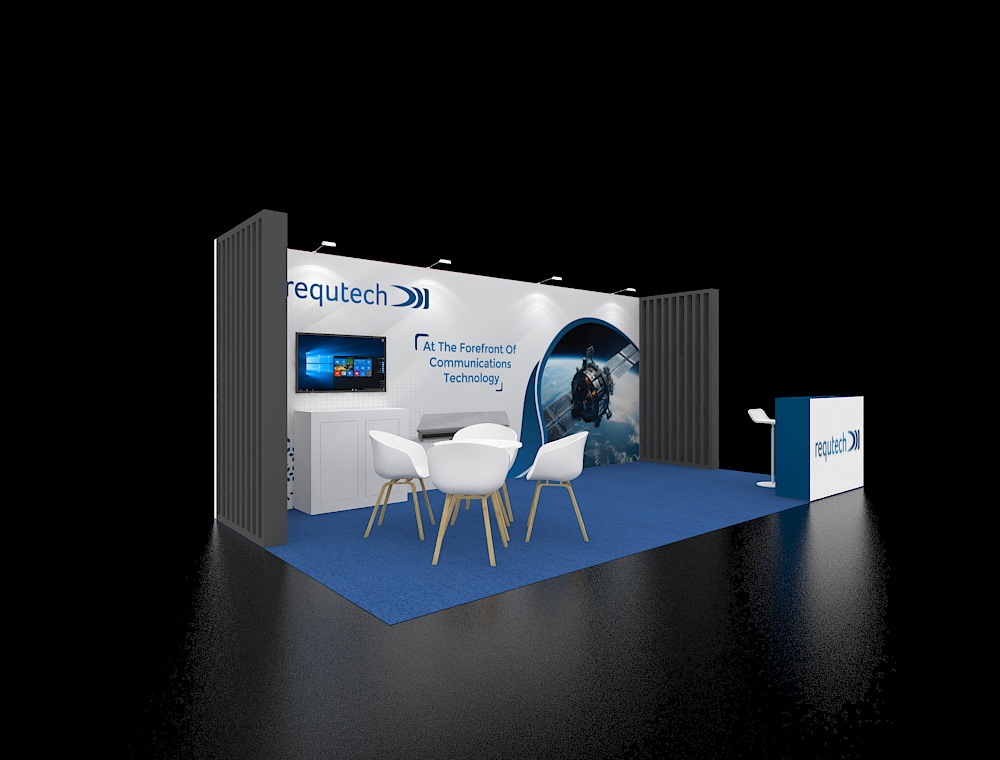 requtech
At The Forefront Of
Communications
Technology
requtech